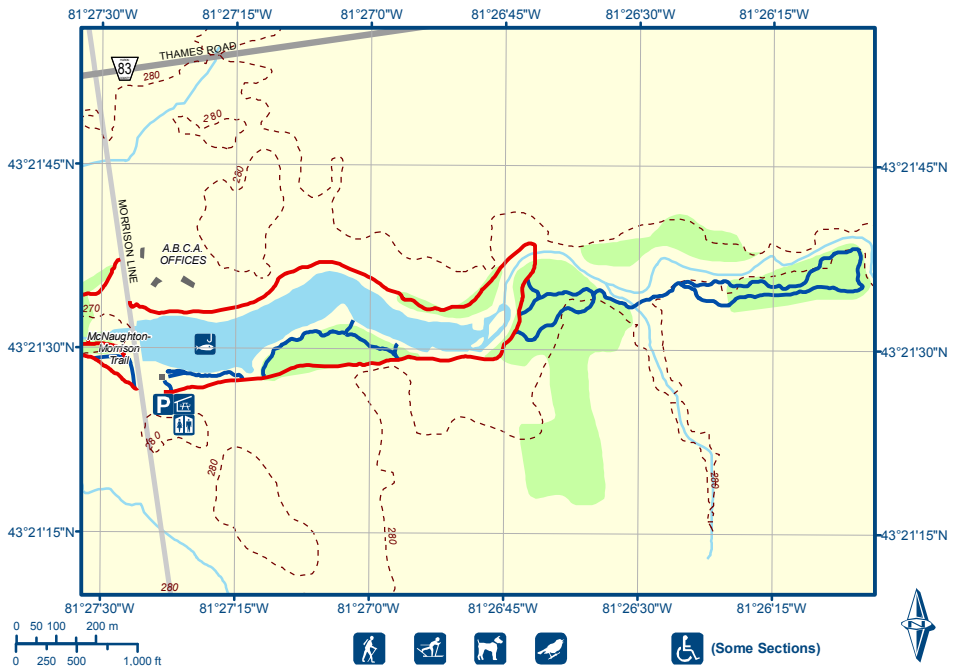 81°27'30"W 81°27'15"W 81°27'0"W 81°26'45"W 81°26'30"W 81°26'15"W
THAMES ROAD
83
280
280
43°21'45"N
43°21'45"N
280
MORRISON LINE
A.B.C.A.
OFFICES
270
McNaughton-
Morrison
Trail
43°21'30"N
43°21'30"N
P
280
280
280
280
43°21'15"N
43°21'15"N
280
81°27'30"W 81°27'15"W 81°27'0"W 81°26'45"W 81°26'30"W 81°26'15"W
0 50 100 200 m
0 250 500 1,000 ft
(Some Sections)
N